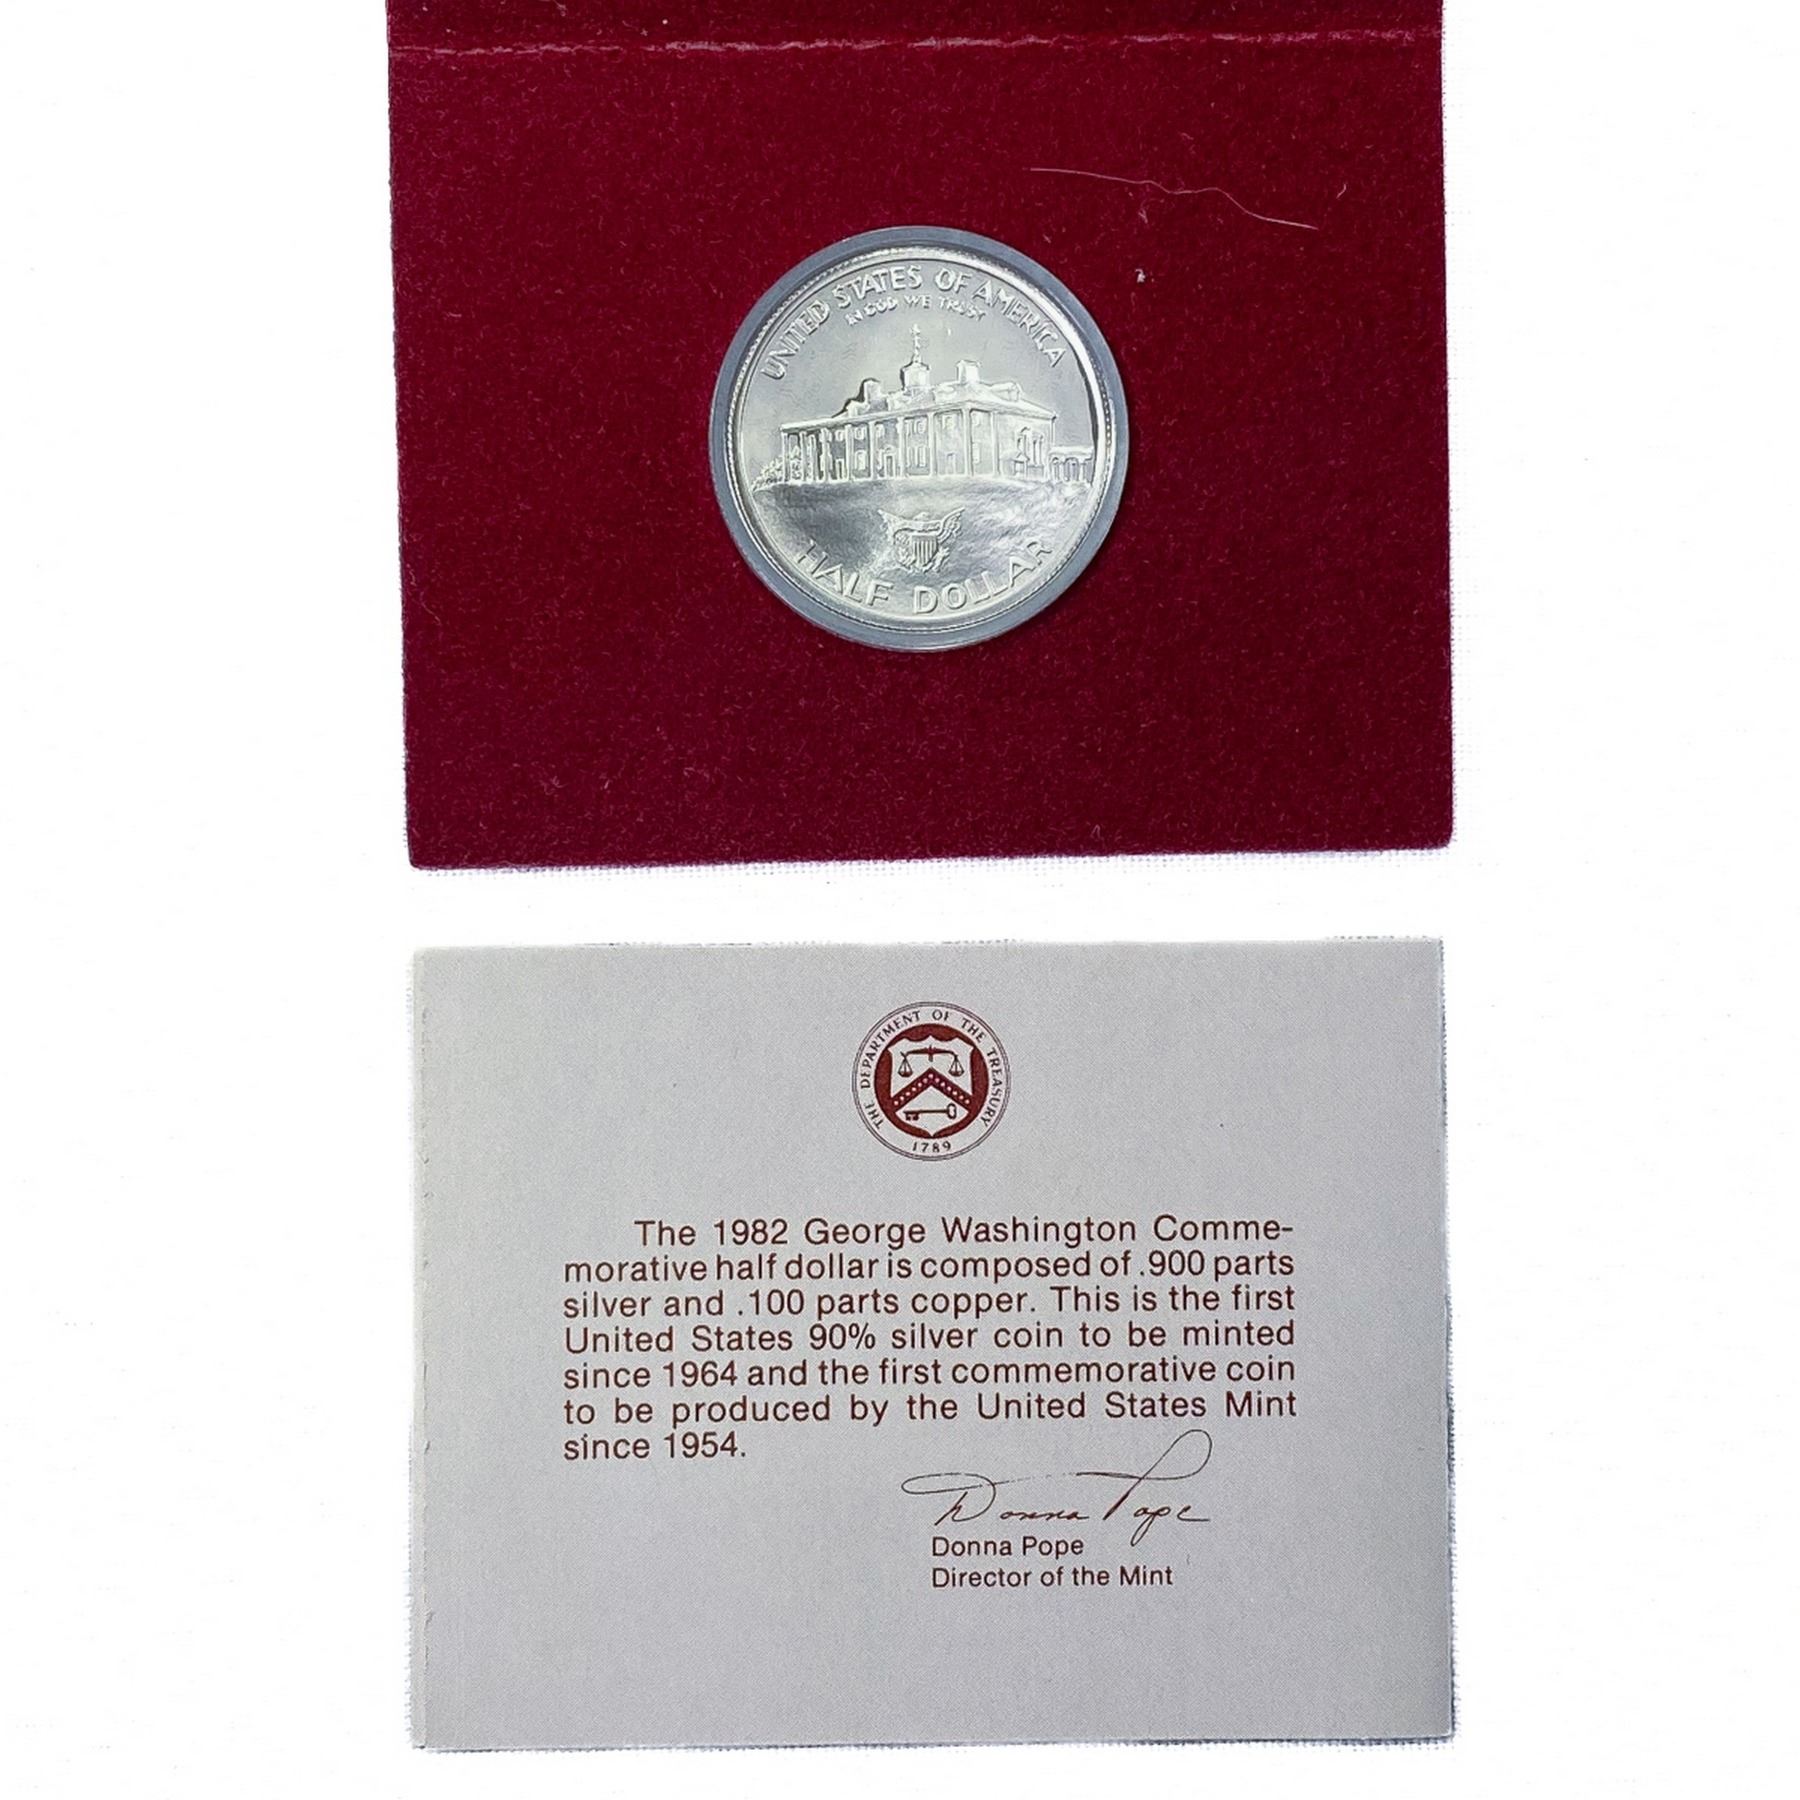 UNITED STATES OF AMERICA
IN GOD WE TRUST
HALF DOLLAR
THE DEPARTMENT OF THE TREASURY
1789
The 1982 George Washington Comme-
morative half dollar is composed of .900 parts
silver and .100 parts copper. This is the first
United States 90% silver coin to be minted
since 1964 and the first commemorative coin
to be produced by the United States Mint
since 1954.
Donna Pope
Donna Pope
Director of the Mint